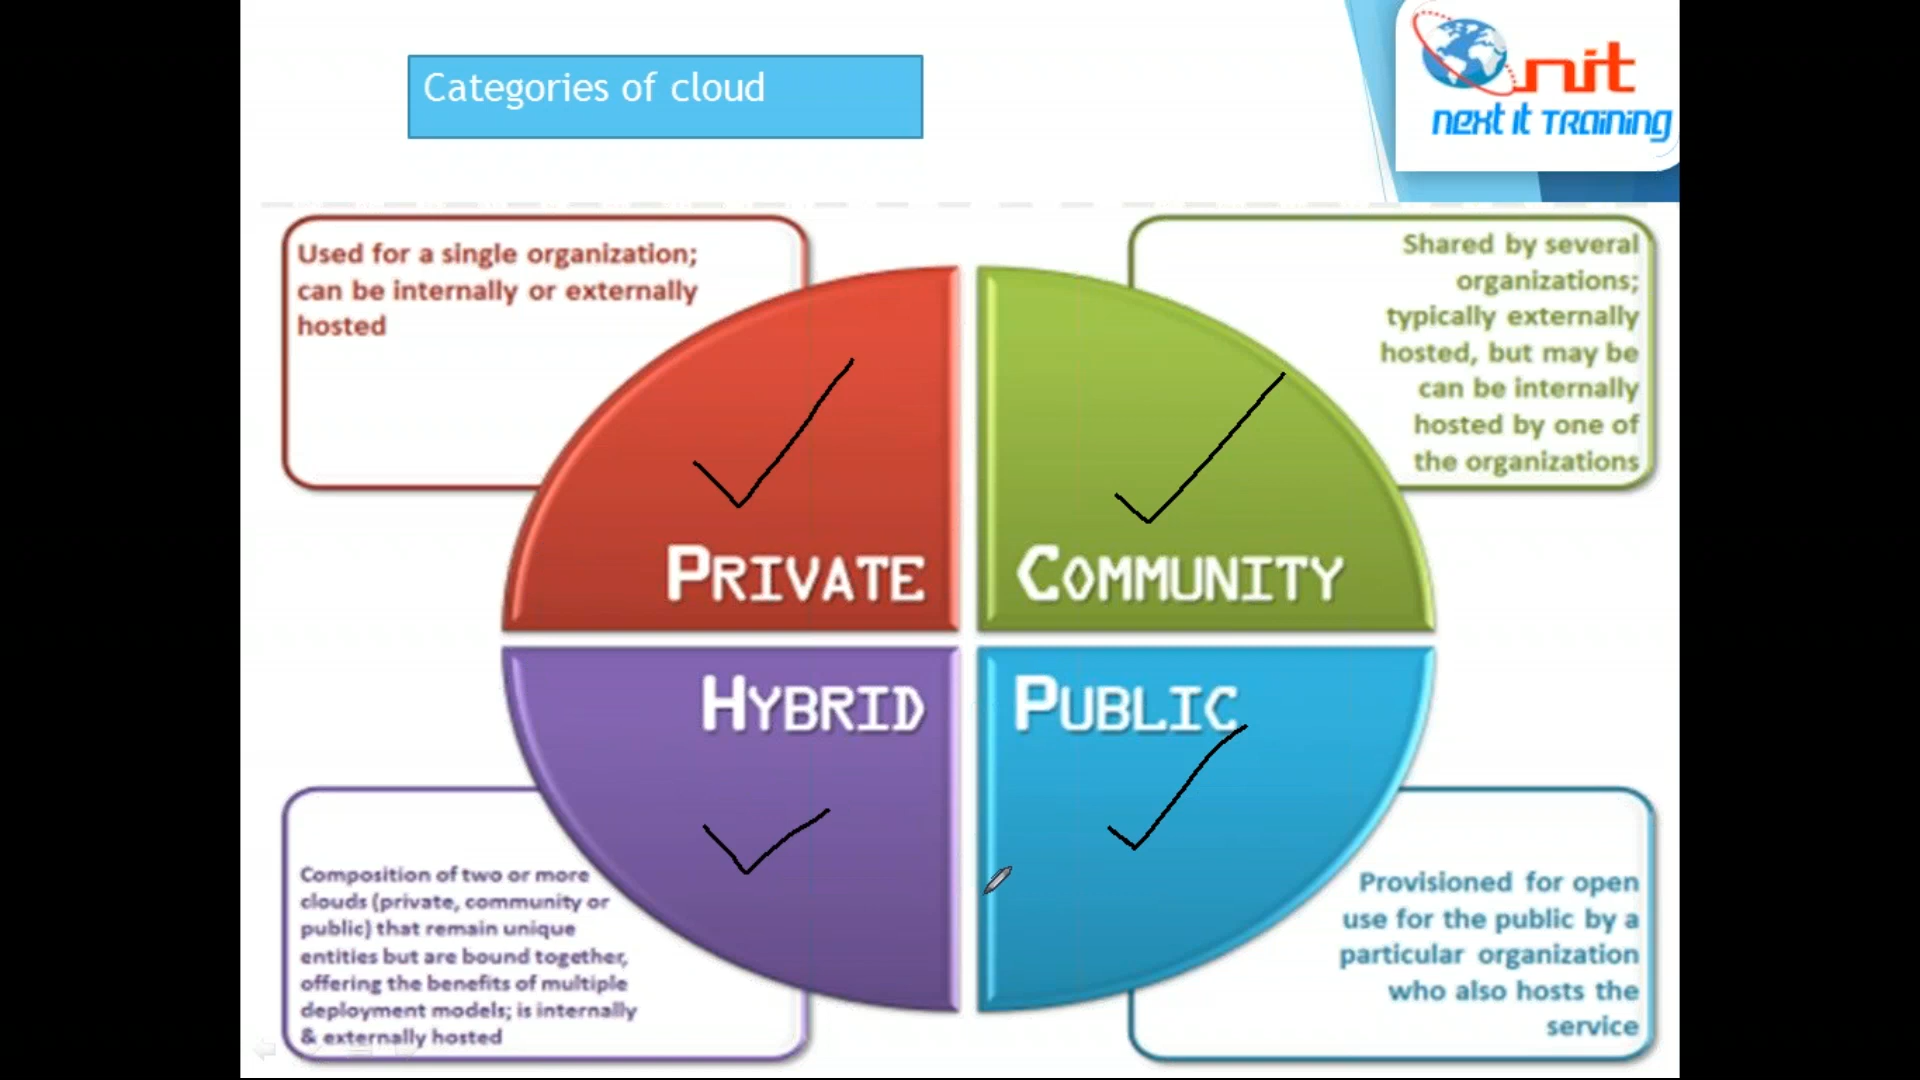 Categories of cloud
nit
next it training
Used for a single organization;
can be internally or externally
hosted
Shared by several
organizations;
typically externally
hosted, but may be
can be internally
hosted by one of
the organizations
PRIVATE
COMMUNITY
HYBRID
PUBLIC
Composition of two or more
clouds (private, community or
public) that remain unique
entities but are bound together,
offering the benefits of multiple
deployment models; is internally
& externally hosted
Provisioned for open
use for the public by a
particular organization
who also hosts the
service